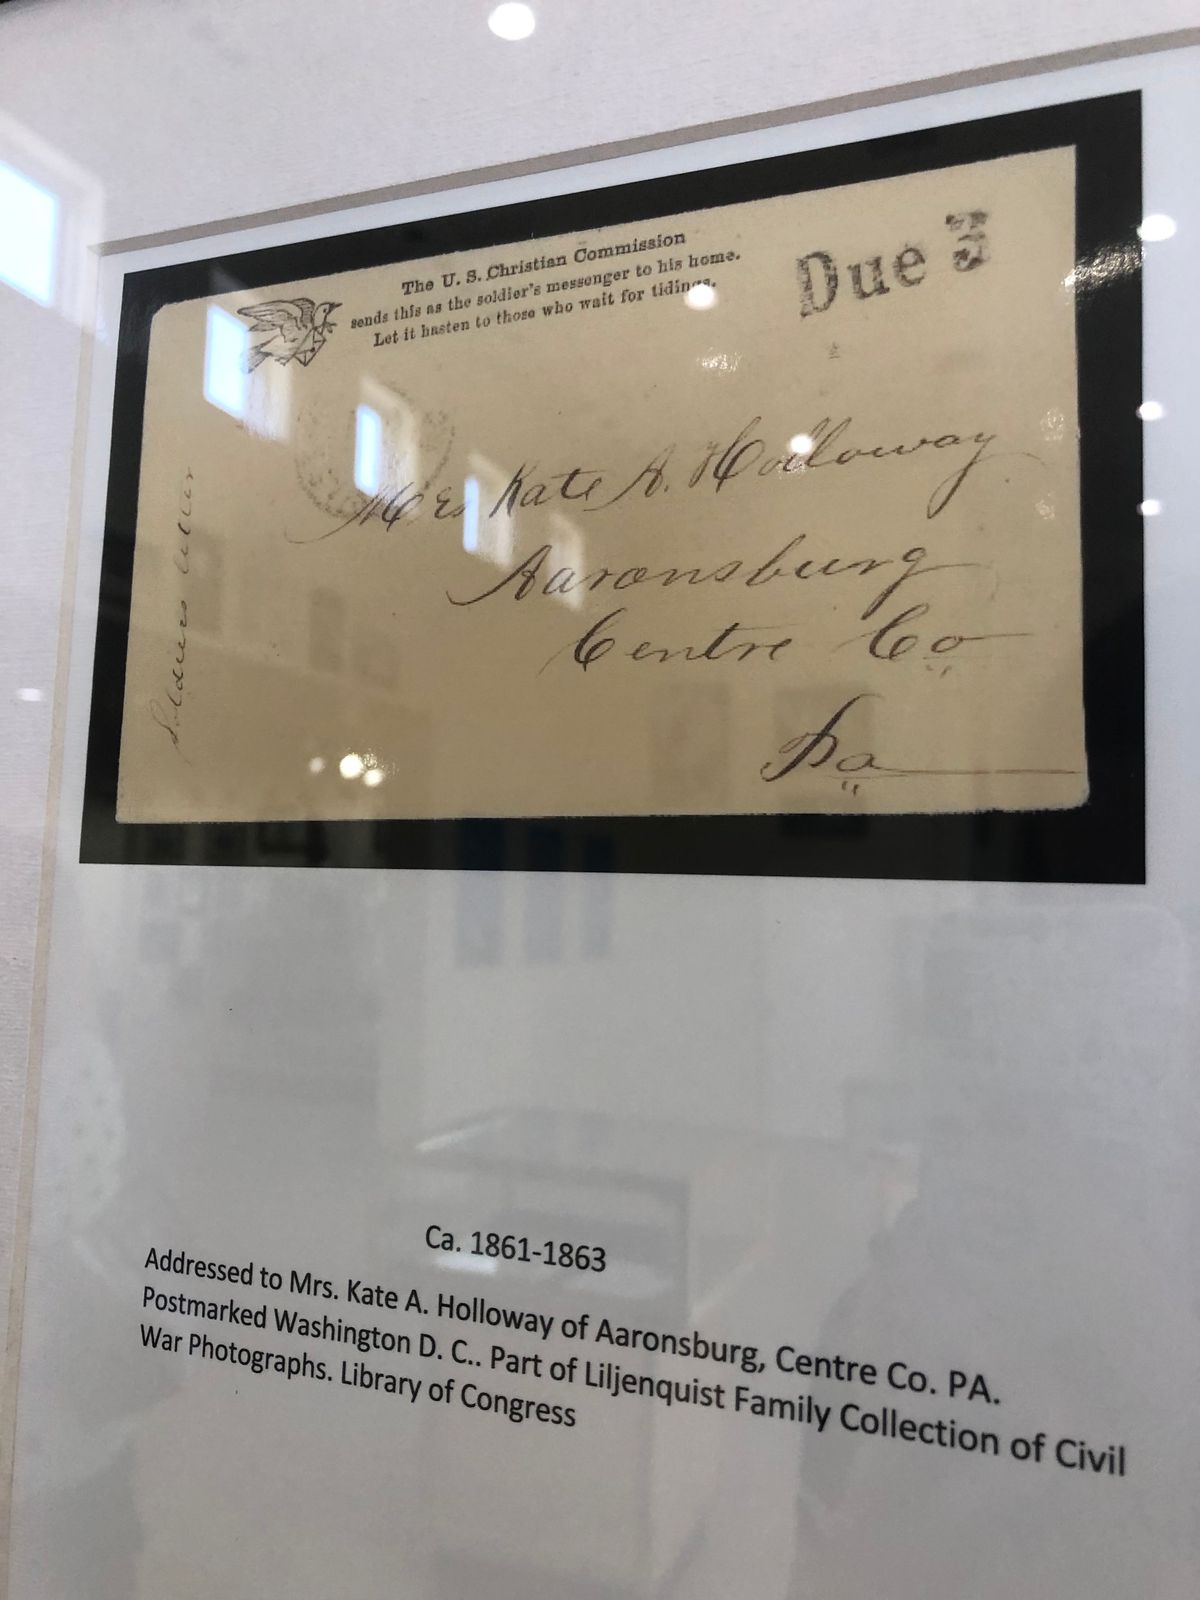 The U. S. Christian Commission
sends this as the soldier's messenger to his home.
Let it hasten to those who wait for tidings.
Due 3
Mrs Kate A. Holloway
Aaronsburg
Centre Co
Pa
Soldiers letter
Ca. 1861-1863
Addressed to Mrs. Kate A. Holloway of Aaronsburg, Centre Co. PA.
Postmarked Washington D. C.. Part of Liljenquist Family Collection of Civil
War Photographs. Library of Congress